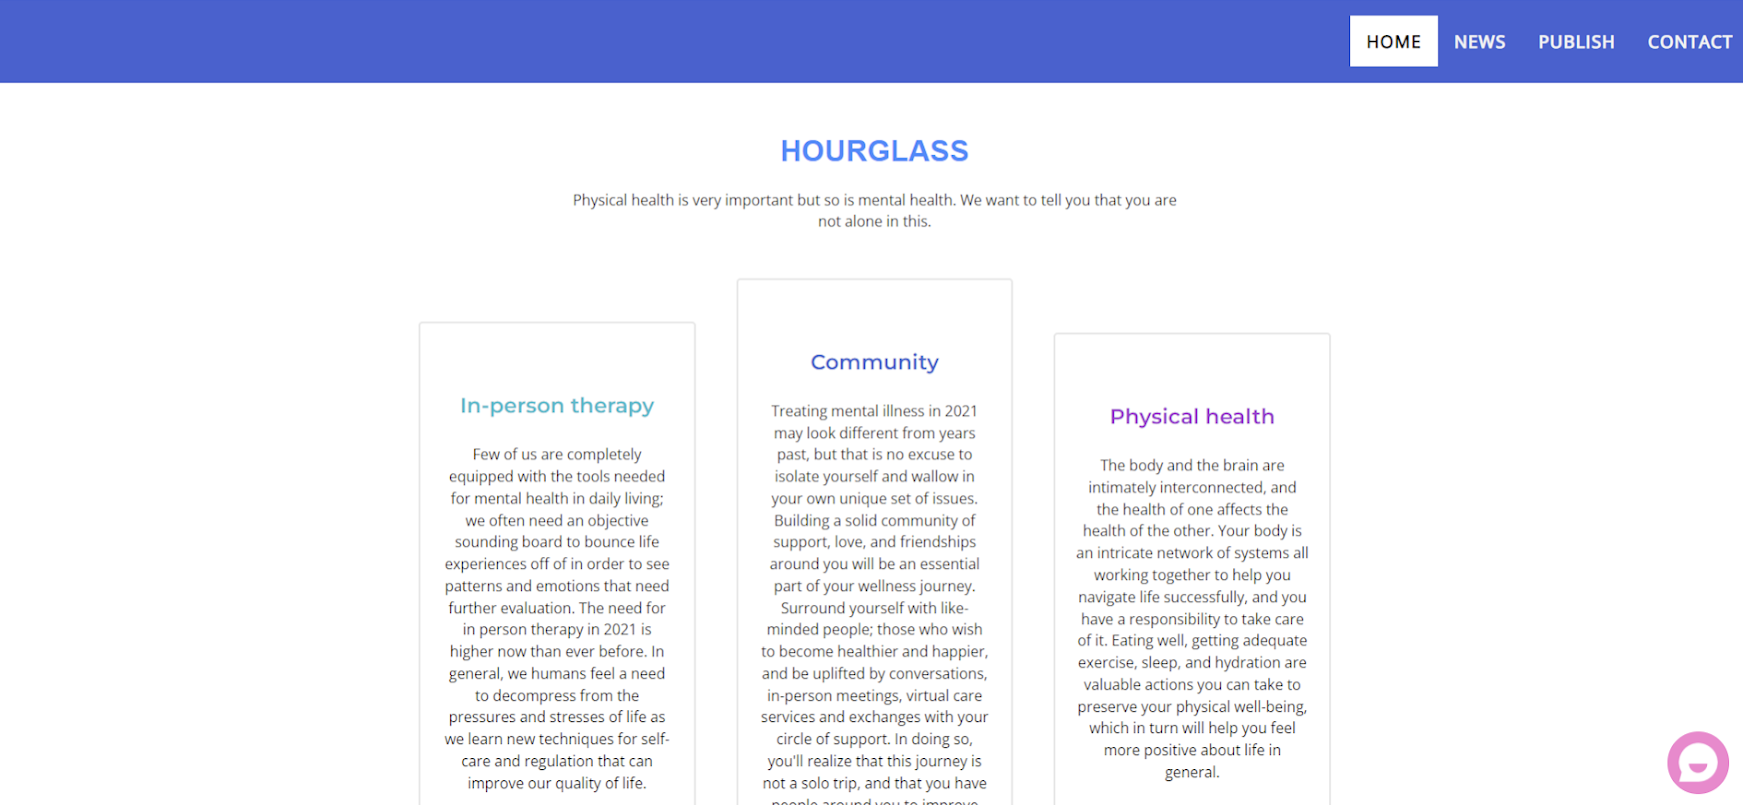 HOME NEWS PUBLISH CONTACT
HOURGLASS
Physical health is very important but so is mental health. We want to tell you that you are
not alone in this.
In-person therapy
Few of us are completely
equipped with the tools needed
for mental health in daily living;
we often need an objective
sounding board to bounce life
experiences off of in order to see
patterns and emotions that need
further evaluation. The need for
in person therapy in 2021 is
higher now than ever before. In
general, we humans feel a need
to decompress from the
pressures and stresses of life as
we learn new techniques for self-
care and regulation that can
improve our quality of life.
Community
Treating mental illness in 2021
may look different from years
past, but that is no excuse to
isolate yourself and wallow in
your own unique set of issues.
Building a solid community of
support, love, and friendships
around you will be an essential
part of your wellness journey.
Surround yourself with like-
minded people; those who wish
to become healthier and happier,
and be uplifted by conversations,
in-person meetings, virtual care
services and exchanges with your
circle of support. In doing so,
you'll realize that this journey is
not a solo trip, and that you have
people around you to improve
Physical health
The body and the brain are
intimately interconnected, and
the health of one affects the
health of the other. Your body is
an intricate network of systems all
working together to help you
navigate life successfully, and you
have a responsibility to take care
of it. Eating well, getting adequate
exercise, sleep, and hydration are
valuable actions you can take to
preserve your physical well-being,
which in turn will help you feel
more positive about life in
general.